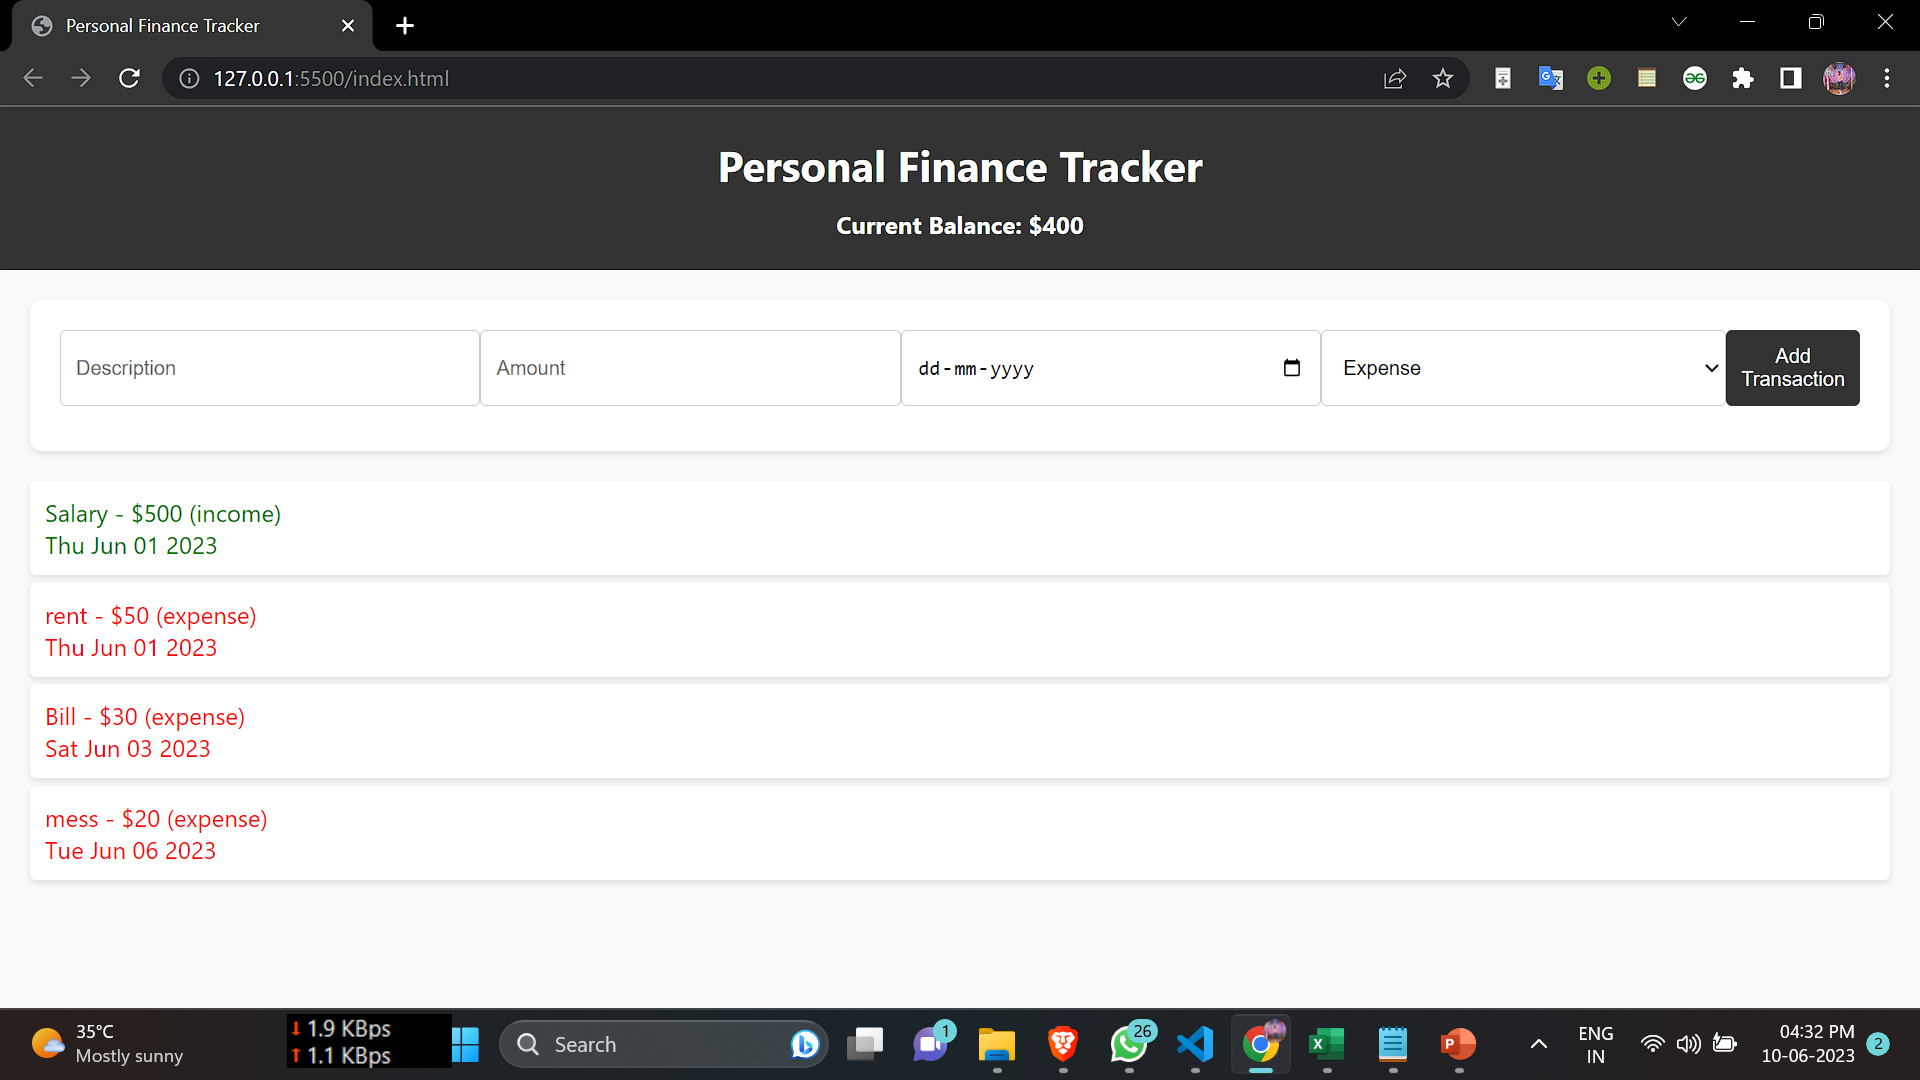 Personal Finance Tracker
127.0.0.1:5500/index.html
Personal Finance Tracker
Current Balance: $400
Description
Amount
dd-mm-yyyy
Expense
Add
Transaction
Salary - $500 (income)
Thu Jun 01 2023
rent - $50 (expense)
Thu Jun 01 2023
Bill - $30 (expense)
Sat Jun 03 2023
mess - $20 (expense)
Tue Jun 06 2023
35°C
Mostly sunny
1.9 KBps
1.1 KBps
Search
1
26
ENG
IN
04:32 PM
10-06-2023
2